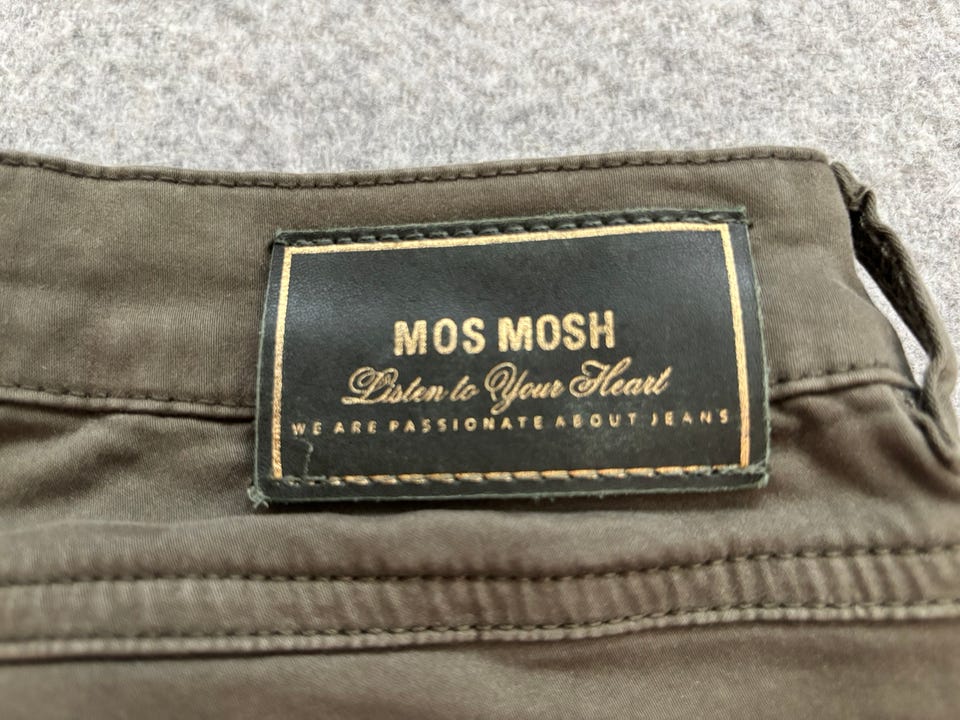 MOS MOSH
Listen to Your Heart
WE ARE PASSIONATE ABOUT JEANS